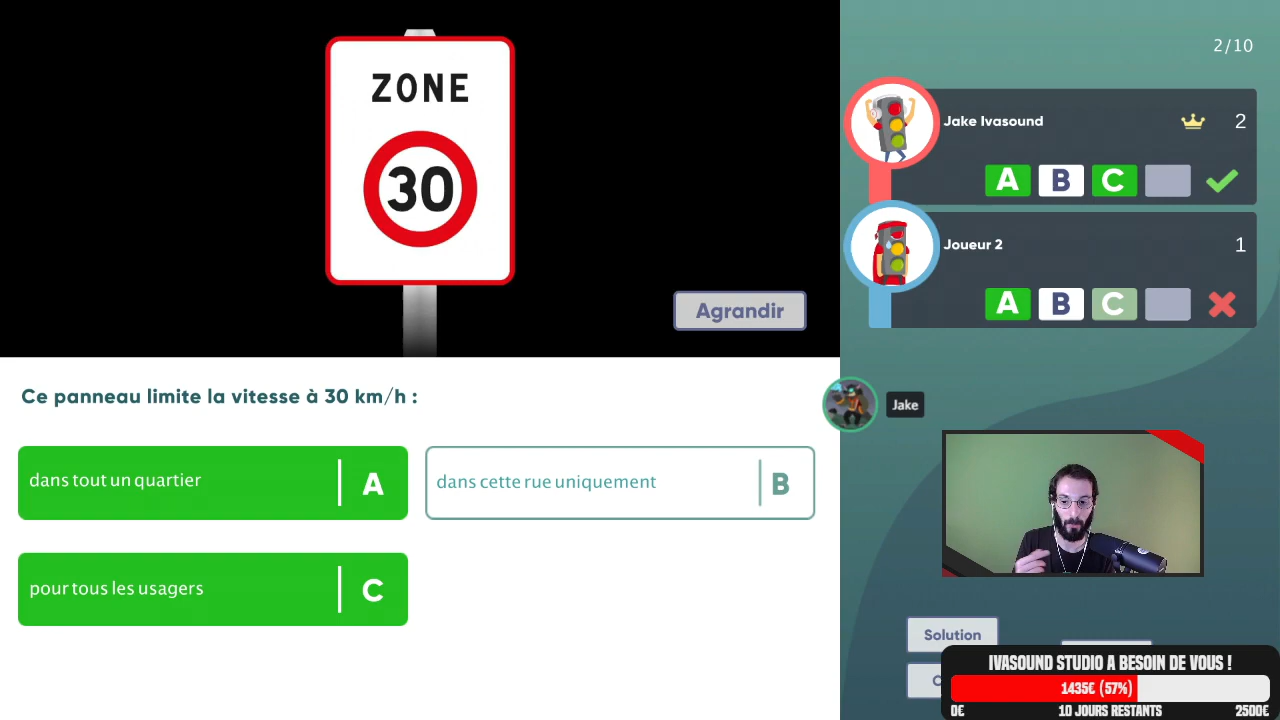 ZONE
30
Agrandir
Ce panneau limite la vitesse à 30 km/h :
dans tout un quartier
A
dans cette rue uniquement
B
pour tous les usagers
C
2/10
Jake Ivasound
2
A B C
Joueur 2
1
A B C
Jake
Solution
IVASOUND STUDIO A BESOIN DE VOUS !
1435€ (57%)
0€
10 JOURS RESTANTS
2500€